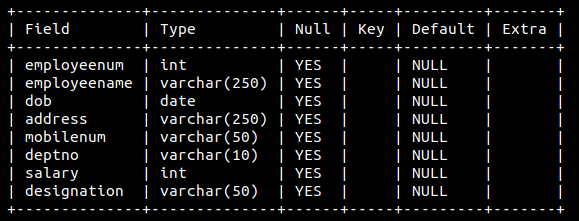 +---------------+--------------+------+-----+---------+-------+
| Field         | Type         | Null | Key | Default | Extra |
+---------------+--------------+------+-----+---------+-------+
| employeenum   | int          | YES  |     | NULL    |       |
| employeename  | varchar(250) | YES  |     | NULL    |       |
| dob           | date         | YES  |     | NULL    |       |
| address       | varchar(250) | YES  |     | NULL    |       |
| mobilenum     | varchar(50)  | YES  |     | NULL    |       |
| deptno        | varchar(10)  | YES  |     | NULL    |       |
| salary        | int          | YES  |     | NULL    |       |
| designation   | varchar(50)  | YES  |     | NULL    |       |
+---------------+--------------+------+-----+---------+-------+